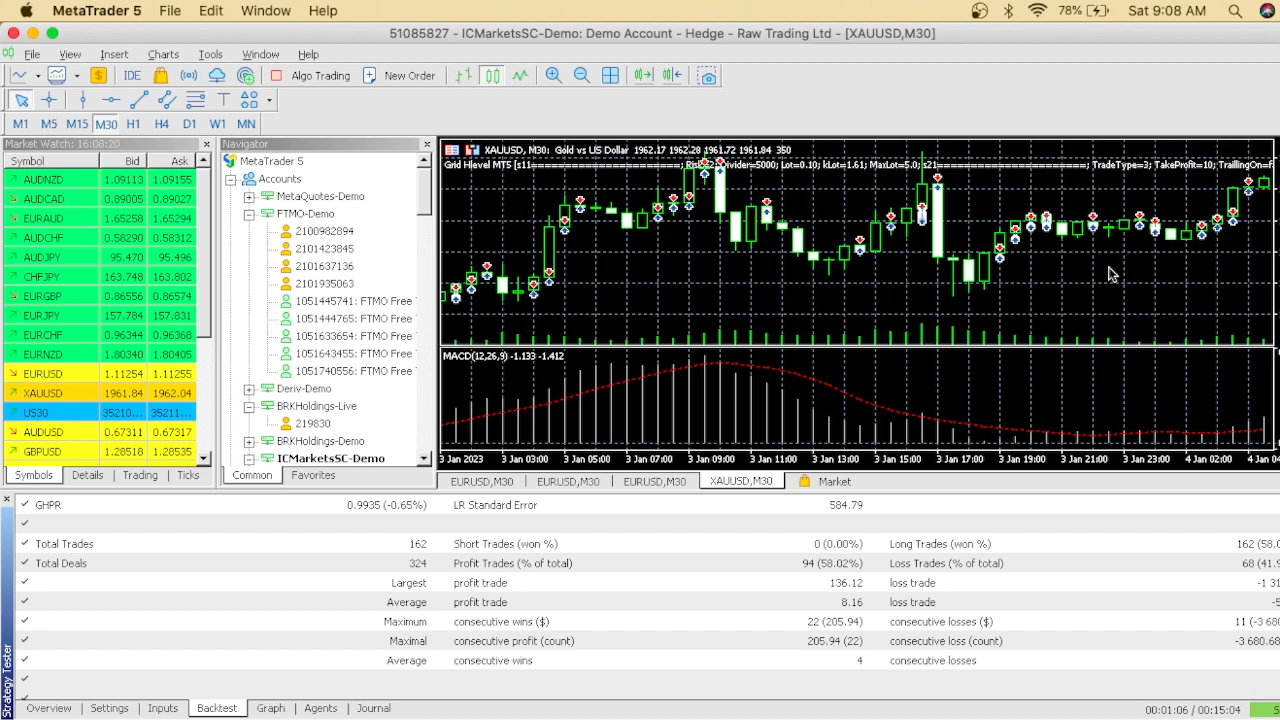 MetaTrader 5 File Edit Window Help 78% Sat 9:08 AM
51085827 - ICMarketsSC-Demo: Demo Account - Hedge - Raw Trading Ltd - [XAUUSD,M30]
File View Insert Charts Tools Window Help
IDE Algo Trading New Order
M1 M5 M15 M30 H1 H4 D1 W1 MN
Market Watch: 16:08:20
Symbol Bid Ask
AUDNZD 1.09113 1.09155
AUDCAD 0.89005 0.89027
EURAUD 1.65258 1.65294
AUDCHF 0.58290 0.58312
AUDJPY 95.470 95.496
CHFJPY 163.748 163.802
EURGBP 0.86556 0.86574
EURJPY 157.784 157.831
EURCHF 0.96344 0.96368
EURNZD 1.80340 1.80405
EURUSD 1.11254 1.11255
XAUUSD 1961.84 1962.04
US30 35210... 35211...
AUDUSD 0.67311 0.67317
GBPUSD 1.28518 1.28535
Symbols Details Trading Ticks
Navigator
MetaTrader 5
Accounts
MetaQuotes-Demo
FTMO-Demo
2100982894
2101423845
2101637136
2101935063
1051445741: FTMO Free
1051444765: FTMO Free
1051633654: FTMO Free
1051643455: FTMO Free
1051740556: FTMO Free
Deriv-Demo
BRKHoldings-Live
219830
BRKHoldings-Demo
ICMarketsSC-Demo
Common Favorites
XAUUSD, M30: Gold vs US Dollar 1962.17 1962.28 1961.72 1961.84 350
MACD(12,26,9) -1.133 -1.412
3 Jan 2023 3 Jan 03:00 3 Jan 05:00 3 Jan 07:00 3 Jan 09:00 3 Jan 11:00 3 Jan 13:00 3 Jan 15:00 3 Jan 17:00 3 Jan 19:00 3 Jan 21:00 3 Jan 23:00 4 Jan 02:00 4 Jan 04
EURUSD,M30 EURUSD,M30 EURUSD,M30 XAUUSD,M30 Market
GHPR 0.9935 (-0.65%) LR Standard Error 584.79
Total Trades 162 Short Trades (won %) 0 (0.00%) Long Trades (won %) 162 (58.0
Total Deals 324 Profit Trades (% of total) 94 (58.02%) Loss Trades (% of total) 68 (41.9
Largest profit trade 136.12 loss trade -1 31
Average profit trade 8.16 loss trade -5
Maximum consecutive wins ($) 22 (205.94) consecutive losses ($) 11 (-3 680
Maximal consecutive profit (count) 205.94 (22) consecutive loss (count) -3 680.68
Average consecutive wins 4 consecutive losses
Strategy Tester
Overview Settings Inputs Backtest Graph Agents Journal
00:01:06 / 00:15:04